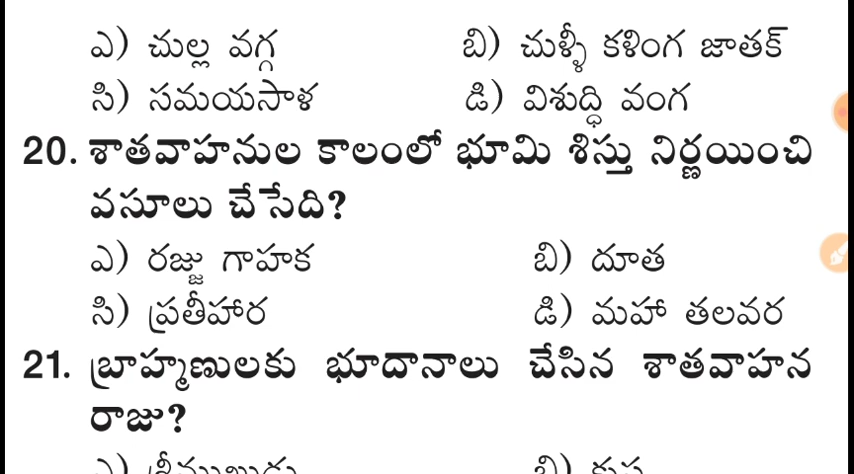 ఎ) చుల్ల వగ్గ బి) చుళ్ళీ కళింగ జాతక్
సి) సమయసాళ డి) విశుద్ధి వంగ
20. శాతవాహనుల కాలంలో భూమి శిస్తు నిర్ణయించి
వసూలు చేసేది?
ఎ) రజ్జు గాహక బి) దూత
సి) ప్రతీహార డి) మహా తలవర
21. బ్రాహ్మణులకు భూదానాలు చేసిన శాతవాహన
రాజు?
ఎ) శ్రీముఖుడు బి)